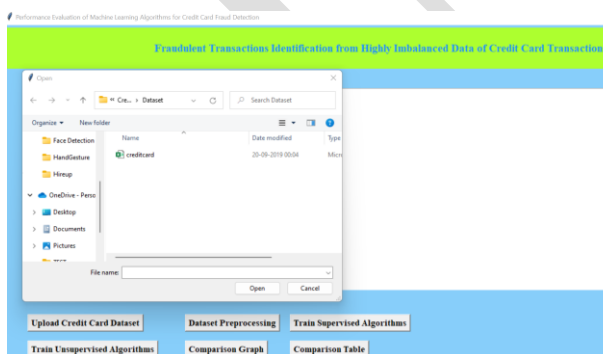 Performance Evaluation of Machine Learning Algorithms for Credit Card Fraud Detection
Fraudulent Transactions Identification from Highly Imbalanced Data of Credit Card Transaction
Open
« Cre... › Dataset
Search Dataset
Organize
New folder
Face Detection
HandGesture
Hireup
OneDrive - Perso
Desktop
Documents
Pictures
Name
Date modified
Type
creditcard
20-09-2019 00:04
Micr
File name:
Open
Cancel
Upload Credit Card Dataset
Dataset Preprocessing
Train Supervised Algorithms
Train Unsupervised Algorithms
Comparison Graph
Comparison Table